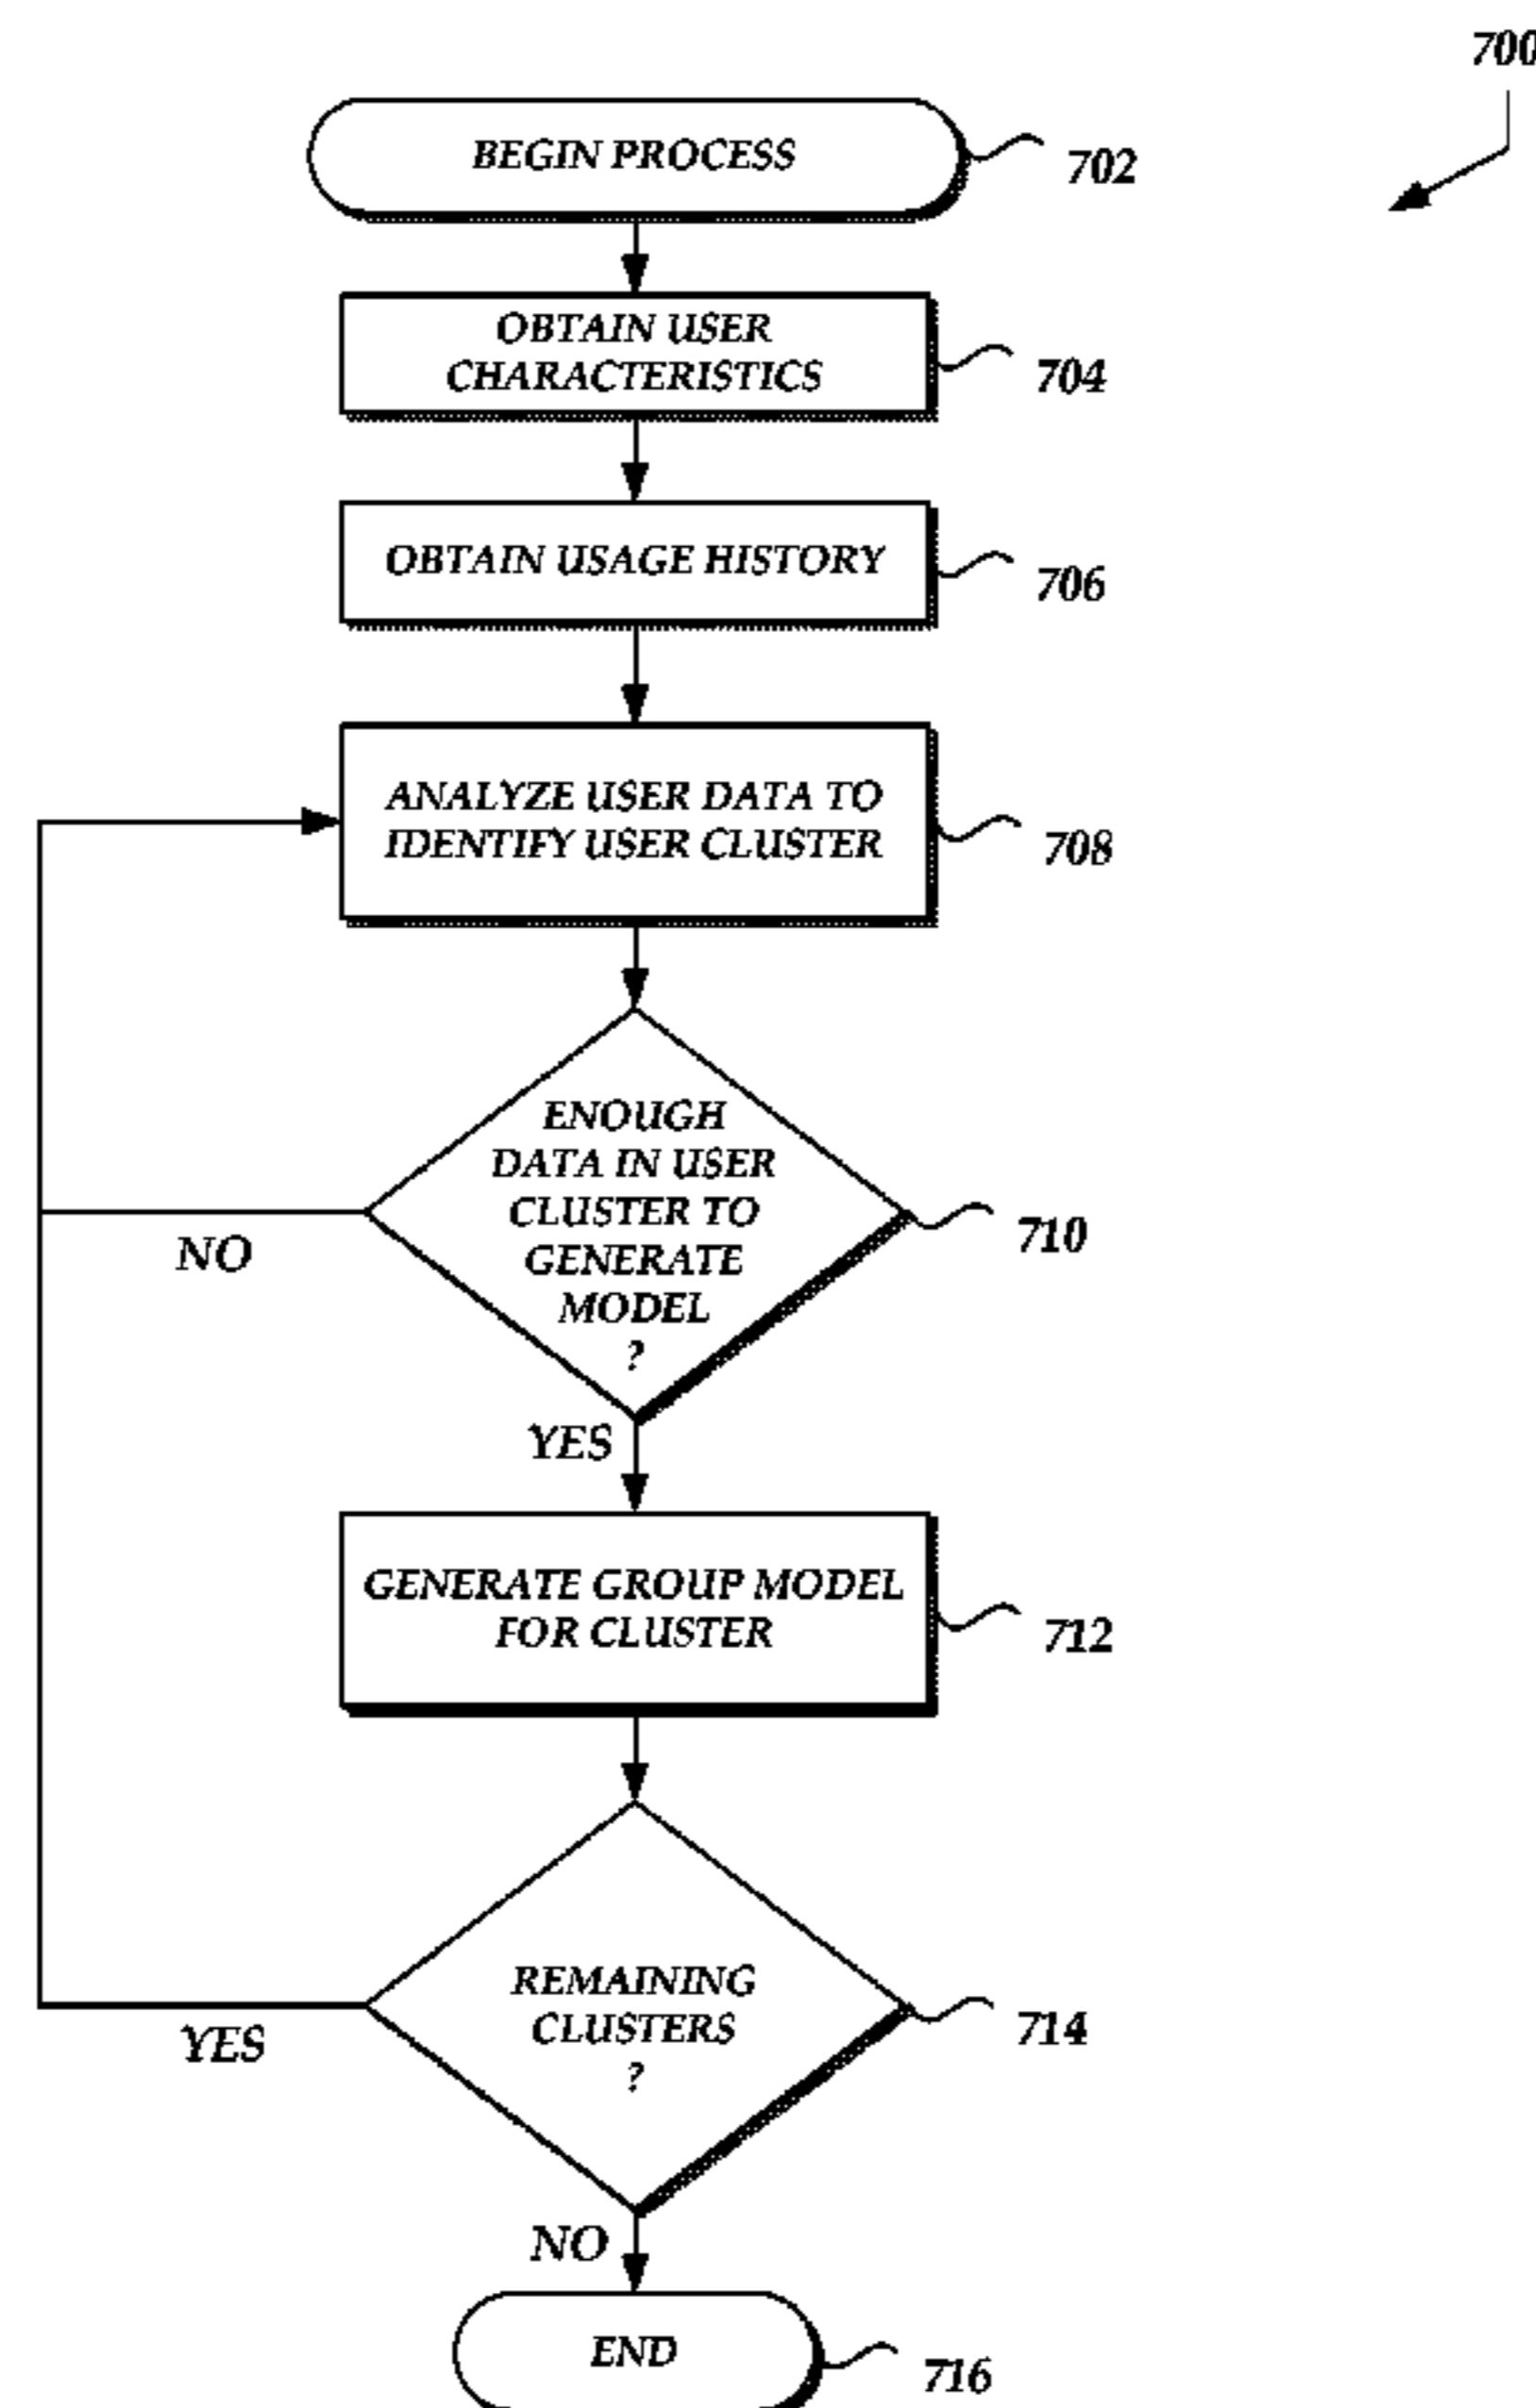 700
BEGIN PROCESS
702
OBTAIN USER
CHARACTERISTICS
704
OBTAIN USAGE HISTORY
706
ANALYZE USER DATA TO
IDENTIFY USER CLUSTER
708
ENOUGH
DATA IN USER
CLUSTER TO
GENERATE
MODEL
?
710
NO
YES
GENERATE GROUP MODEL
FOR CLUSTER
712
REMAINING
CLUSTERS
?
714
YES
NO
END
716